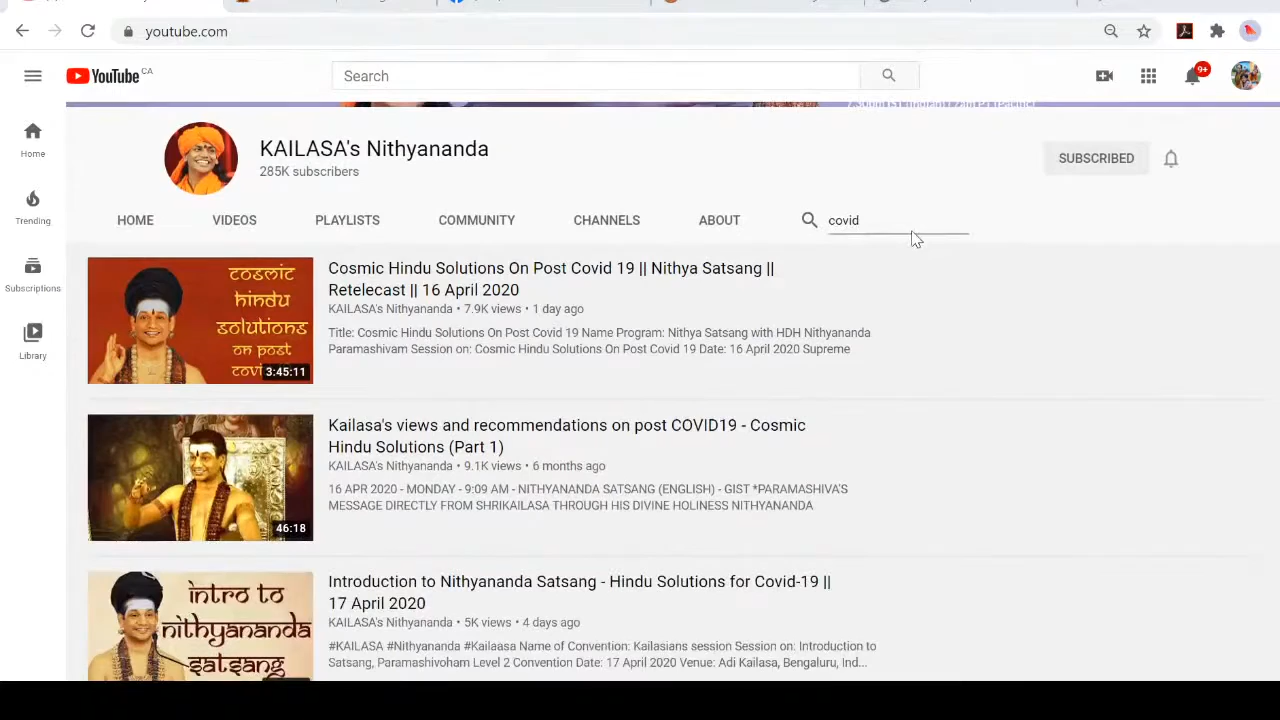 youtube.com
YouTube CA
Search
9+
Home
Trending
Subscriptions
Library
KAILASA's Nithyananda
285K subscribers
SUBSCRIBED
HOME VIDEOS PLAYLISTS COMMUNITY CHANNELS ABOUT covid
cosmic
hindu
solutions
on post
3:45:11
Cosmic Hindu Solutions On Post Covid 19 || Nithya Satsang ||
Retelecast || 16 April 2020
KAILASA's Nithyananda • 7.9K views • 1 day ago
Title: Cosmic Hindu Solutions On Post Covid 19 Name Program: Nithya Satsang with HDH Nithyananda
Paramashivam Session on: Cosmic Hindu Solutions On Post Covid 19 Date: 16 April 2020 Supreme
46:18
Kailasa's views and recommendations on post COVID19 - Cosmic
Hindu Solutions (Part 1)
KAILASA's Nithyananda • 9.1K views • 6 months ago
16 APR 2020 - MONDAY - 9:09 AM - NITHYANANDA SATSANG (ENGLISH) - GIST *PARAMASHIVA'S
MESSAGE DIRECTLY FROM SHRIKAILASA THROUGH HIS DIVINE HOLINESS NITHYANANDA
intro to
nithyananda
satsang
Introduction to Nithyananda Satsang - Hindu Solutions for Covid-19 ||
17 April 2020
KAILASA's Nithyananda • 5K views • 4 days ago
#KAILASA #Nithyananda #Kailaasa Name of Convention: Kailasians session Session on: Introduction to
Satsang, Paramashivoham Level 2 Convention Date: 17 April 2020 Venue: Adi Kailasa, Bengaluru, Ind...